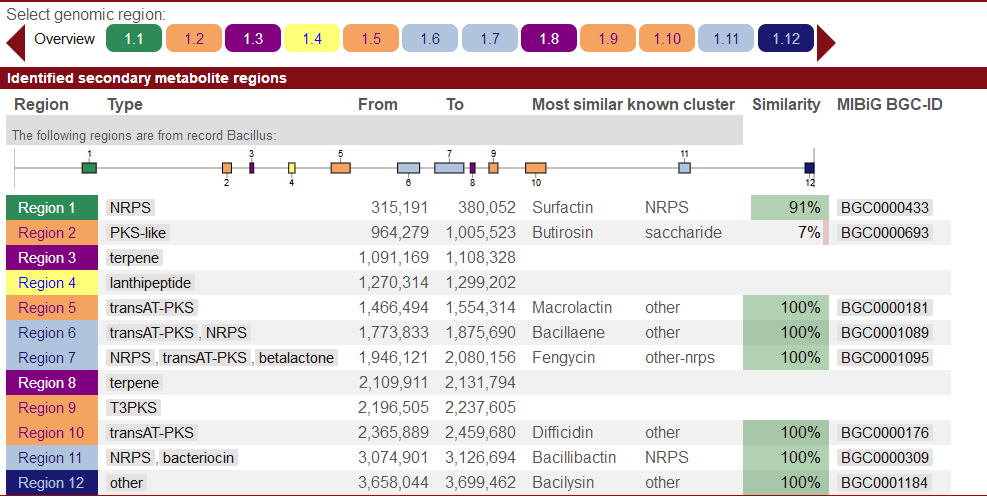 Select genomic region:
Overview 1.1 1.2 1.3 1.4 1.5 1.6 1.7 1.8 1.9 1.10 1.11 1.12
Identified secondary metabolite regions
Region Type From To Most similar known cluster Similarity MIBiG BGC-ID
The following regions are from record Bacillus:
1 3 5 7 9 11
2 4 6 8 10 12
Region 1 NRPS 315,191 380,052 Surfactin NRPS 91% BGC0000433
Region 2 PKS-like 964,279 1,005,523 Butirosin saccharide 7% BGC0000693
Region 3 terpene 1,091,169 1,108,328
Region 4 lanthipeptide 1,270,314 1,299,202
Region 5 transAT-PKS 1,466,494 1,554,314 Macrolactin other 100% BGC0000181
Region 6 transAT-PKS , NRPS 1,773,833 1,875,690 Bacillaene other 100% BGC0001089
Region 7 NRPS , transAT-PKS , betalactone 1,946,121 2,080,156 Fengycin other-nrps 100% BGC0001095
Region 8 terpene 2,109,911 2,131,794
Region 9 T3PKS 2,196,505 2,237,605
Region 10 transAT-PKS 2,365,889 2,459,680 Difficidin other 100% BGC0000176
Region 11 NRPS , bacteriocin 3,074,901 3,126,694 Bacillibactin NRPS 100% BGC0000309
Region 12 other 3,658,044 3,699,462 Bacilysin other 100% BGC0001184